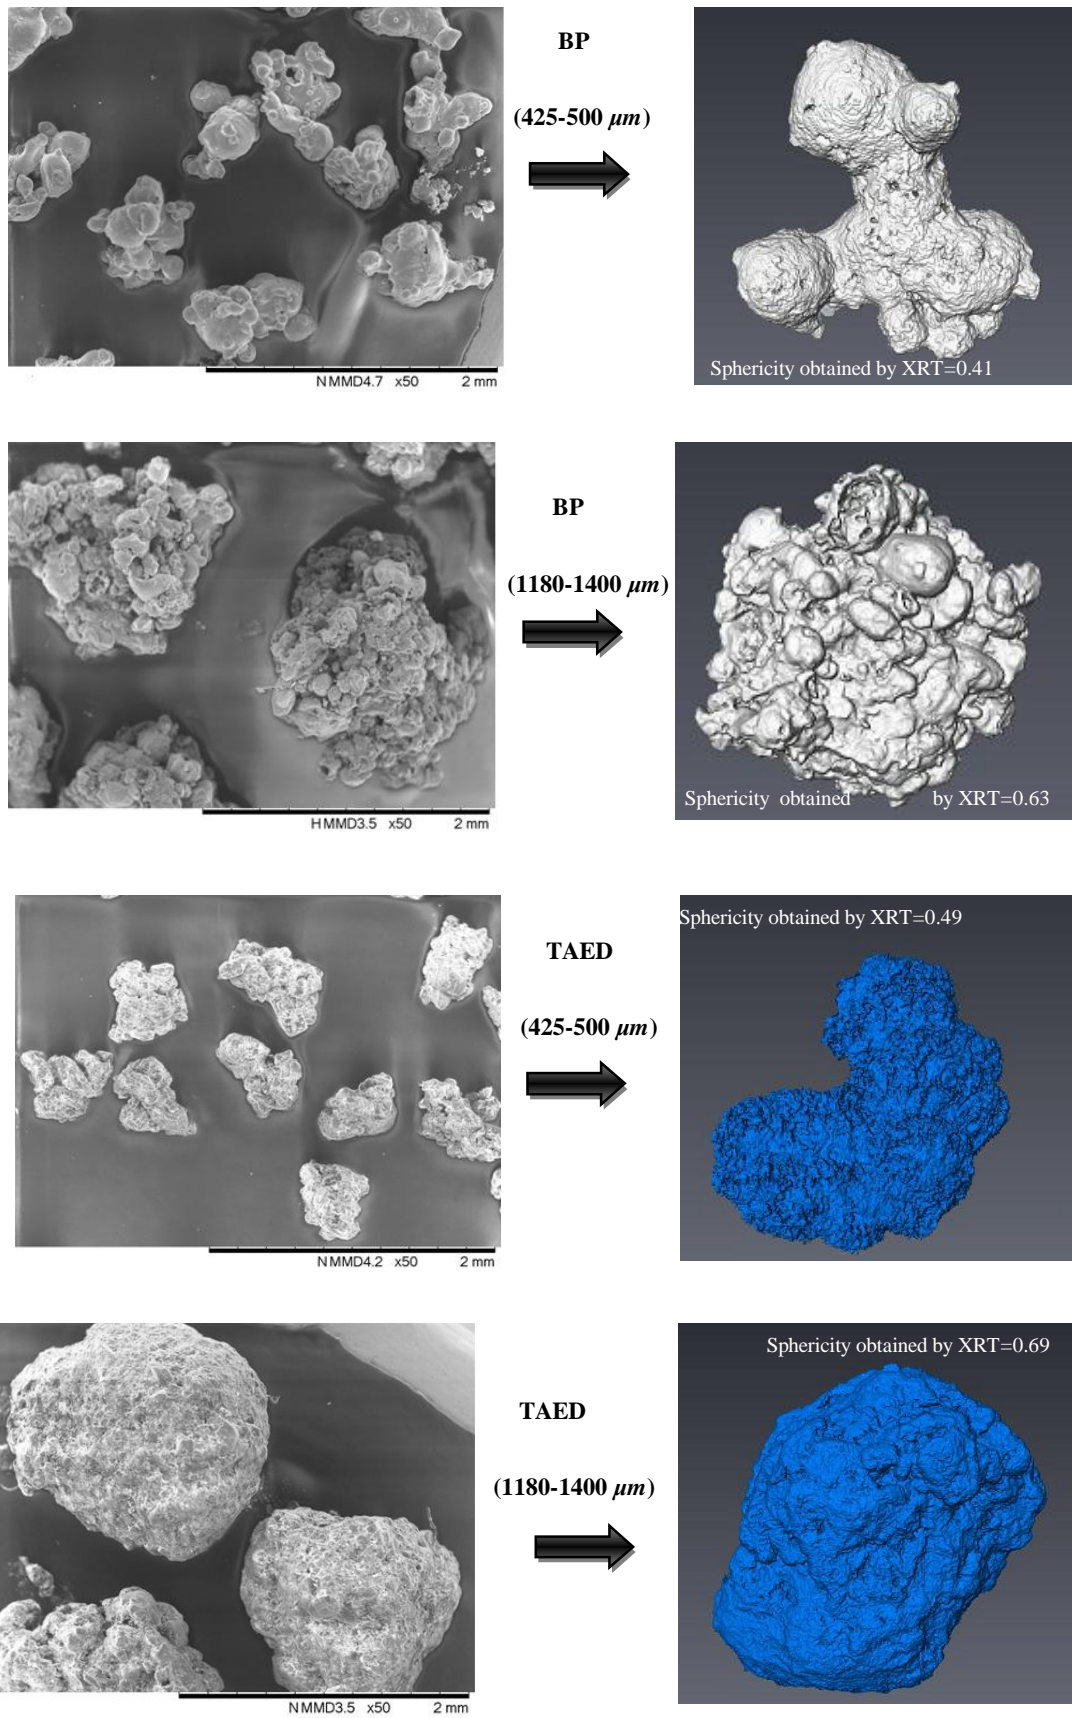 BP
(425-500 µm)
Sphericity obtained by XRT=0.41
NMMD4.7 x50 2 mm
BP
(1180-1400 µm)
Sphericity obtained by XRT=0.63
HMMD3.5 x50 2 mm
Sphericity obtained by XRT=0.49
TAED
(425-500 µm)
NMMD4.2 x50 2 mm
Sphericity obtained by XRT=0.69
TAED
(1180-1400 µm)
NMMD3.5 x50 2 mm